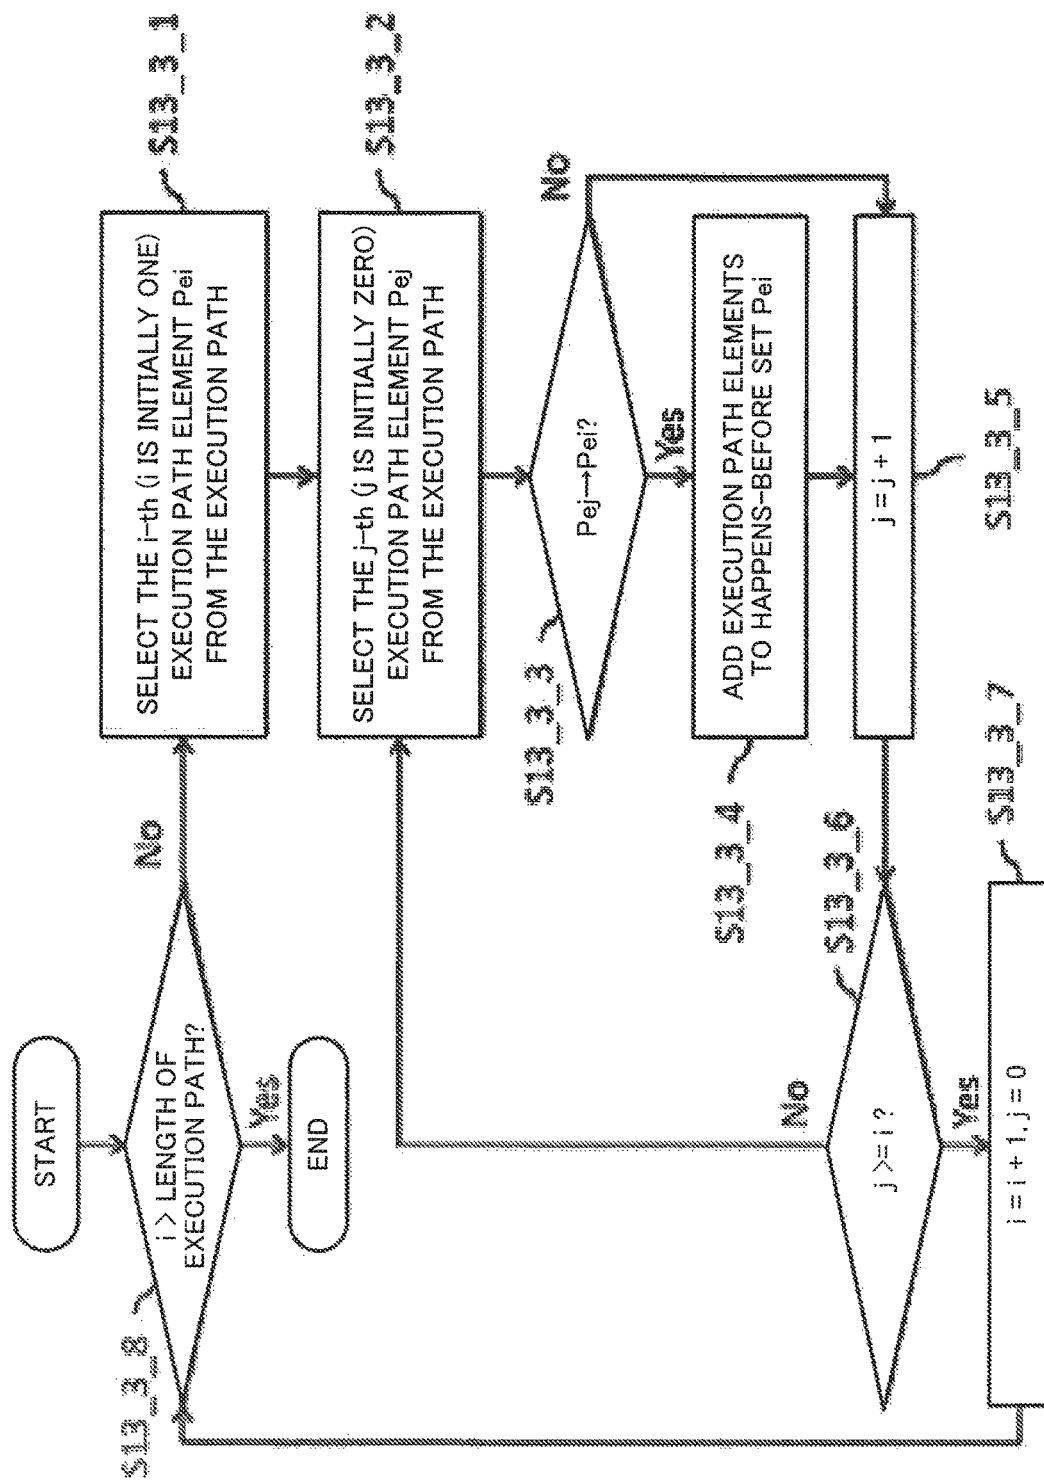 START
S13_3_8
i > LENGTH OF
EXECUTION PATH?
No
Yes
END
SELECT THE i-th (i IS INITIALLY ONE)
EXECUTION PATH ELEMENT Pei
FROM THE EXECUTION PATH
S13_3_1
SELECT THE j-th (j IS INITIALLY ZERO)
EXECUTION PATH ELEMENT Pej
FROM THE EXECUTION PATH
S13_3_2
S13_3_3
Pej→Pei?
No
Yes
S13_3_4
ADD EXECUTION PATH ELEMENTS
TO HAPPENS-BEFORE SET Pei
j = j + 1
S13_3_5
S13_3_6
j >= i ?
No
Yes
i = i + 1, j = 0
S13_3_7